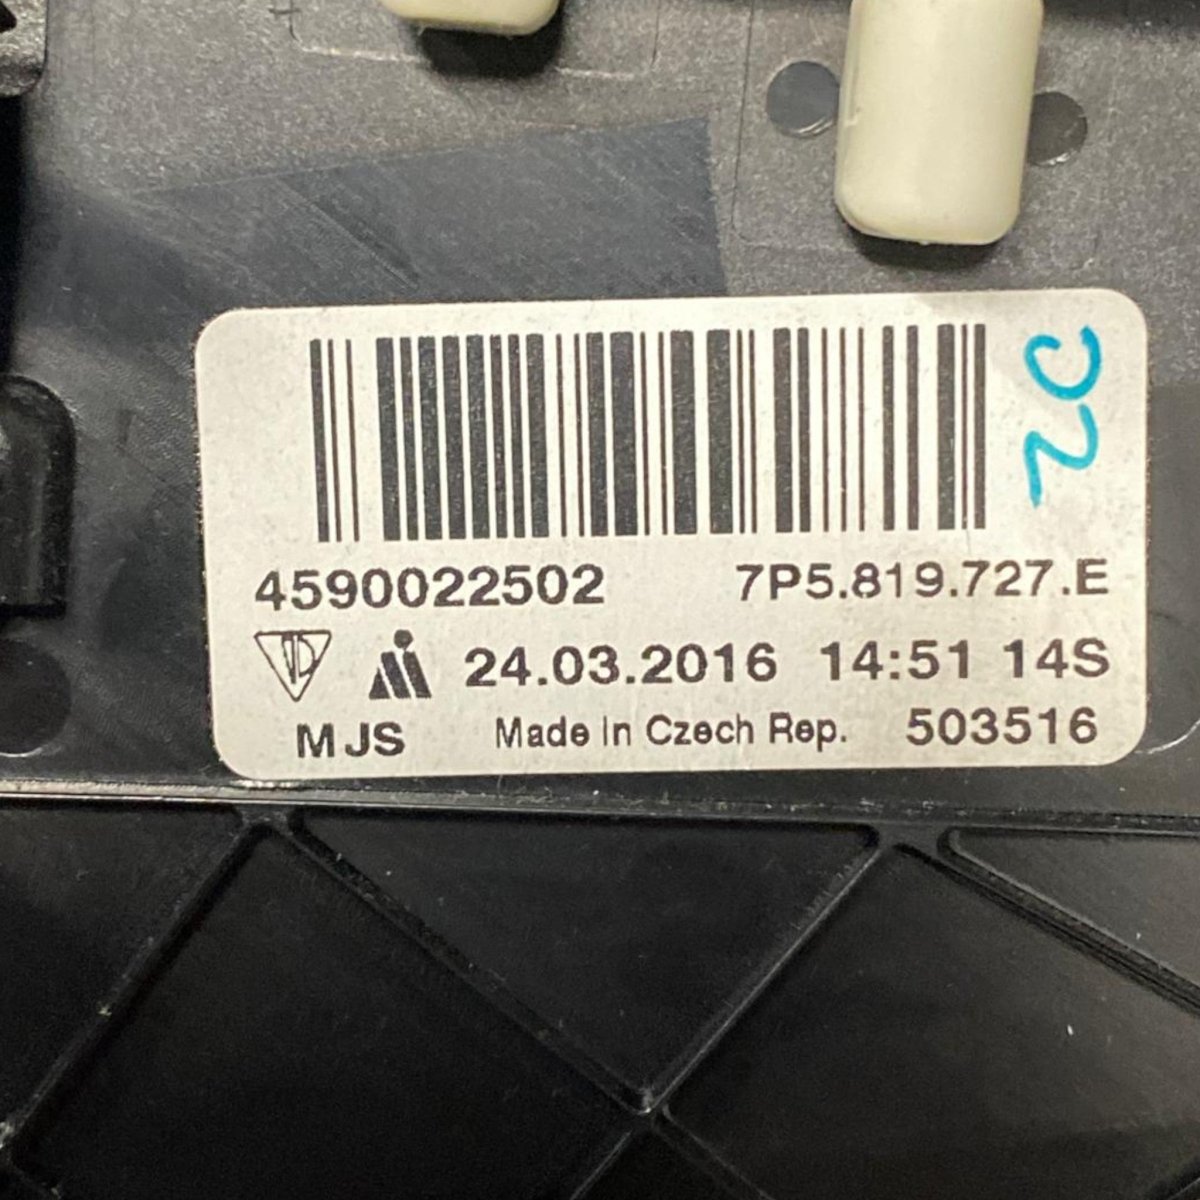 4590022502 7P5.819.727.E
24.03.2016 14:51 14S
MJS Made In Czech Rep. 503516